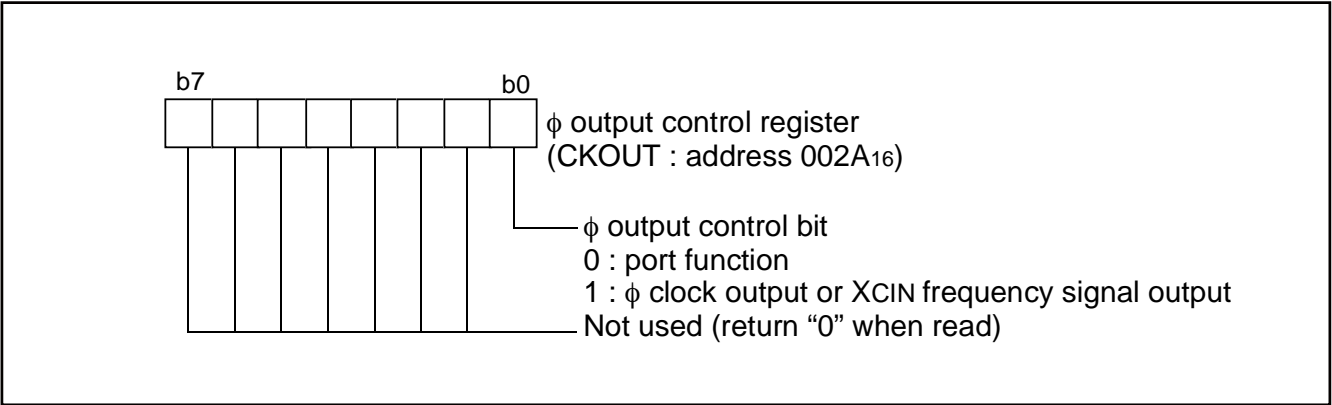 b7 b0
ϕ output control register
(CKOUT : address 002A16)
ϕ output control bit
0 : port function
1 : ϕ clock output or XCIN frequency signal output
Not used (return “0” when read)